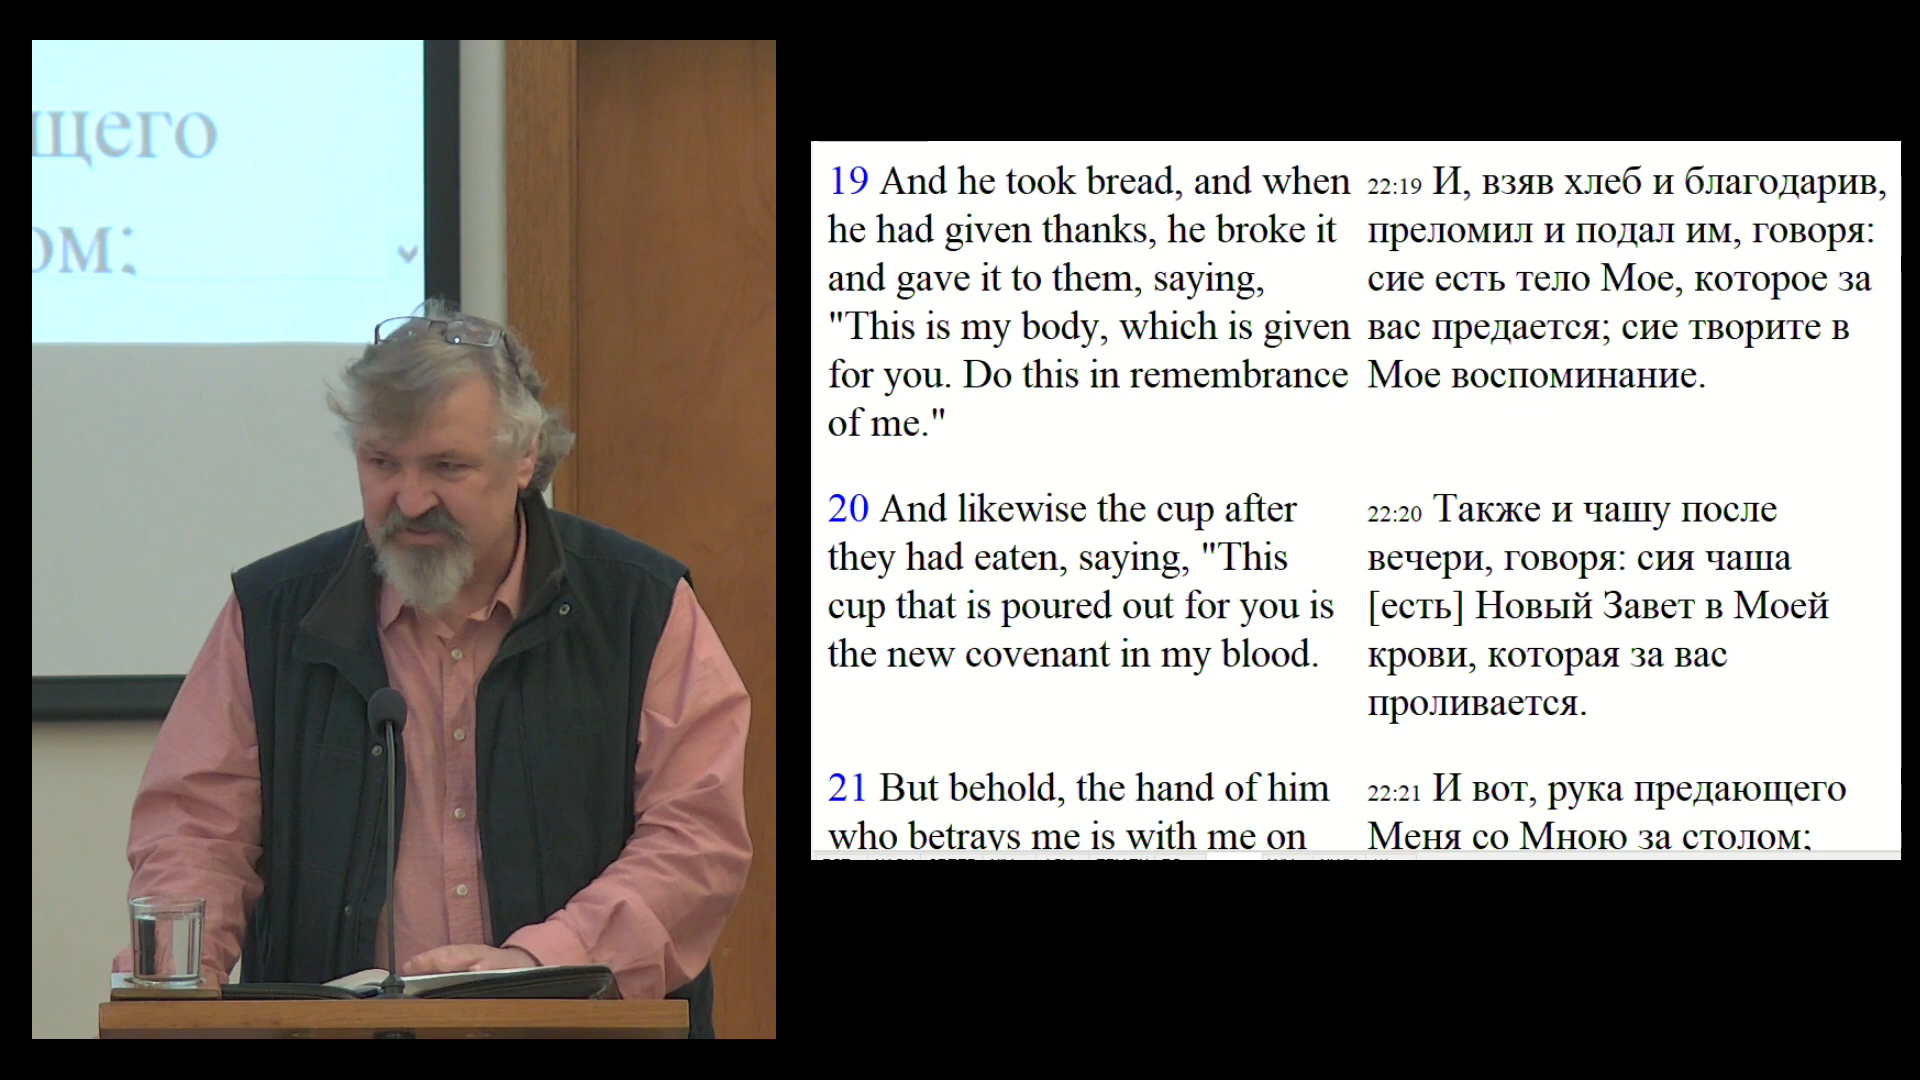 щего
ом;
19 And he took bread, and when
he had given thanks, he broke it
and gave it to them, saying,
"This is my body, which is given
for you. Do this in remembrance
of me."
22:19 И, взяв хлеб и благодарив,
преломил и подал им, говоря:
сие есть тело Мое, которое за
вас предается; сие творите в
Мое воспоминание.
20 And likewise the cup after
they had eaten, saying, "This
cup that is poured out for you is
the new covenant in my blood.
22:20 Также и чашу после
вечери, говоря: сия чаша
[есть] Новый Завет в Моей
крови, которая за вас
проливается.
21 But behold, the hand of him
who betrays me is with me on
22:21 И вот, рука предающего
Меня со Мною за столом;